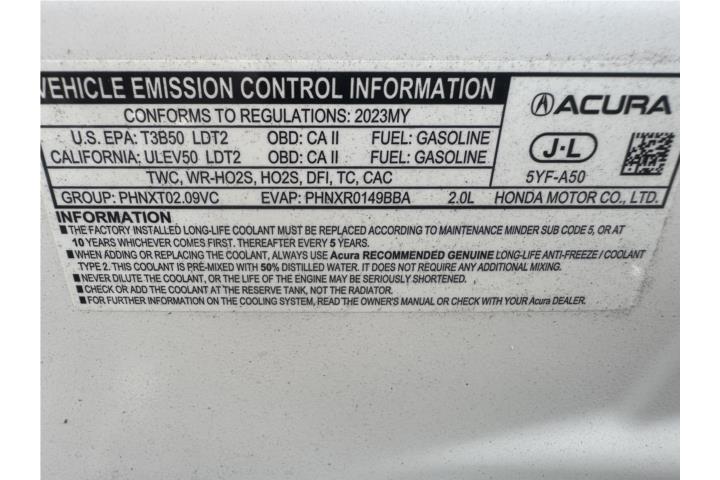 VEHICLE EMISSION CONTROL INFORMATION
CONFORMS TO REGULATIONS: 2023MY
U.S. EPA: T3B50 LDT2 OBD: CA II FUEL: GASOLINE
CALIFORNIA: ULEV50 LDT2 OBD: CA II FUEL: GASOLINE
TWC, WR-HO2S, HO2S, DFI, TC, CAC
GROUP: PHNXT02.09VC EVAP: PHNXR0149BBA 2.0L
ACURA
J-L
5YF-A50
HONDA MOTOR CO., LTD.
INFORMATION
■THE FACTORY INSTALLED LONG-LIFE COOLANT MUST BE REPLACED ACCORDING TO MAINTENANCE MINDER SUB CODE 5, OR AT
10 YEARS WHICHEVER COMES FIRST. THEREAFTER EVERY 5 YEARS.
■WHEN ADDING OR REPLACING THE COOLANT, ALWAYS USE Acura RECOMMENDED GENUINE LONG-LIFE ANTI-FREEZE / COOLANT
TYPE 2. THIS COOLANT IS PRE-MIXED WITH 50% DISTILLED WATER. IT DOES NOT REQUIRE ANY ADDITIONAL MIXING.
■NEVER DILUTE THE COOLANT, OR THE LIFE OF THE ENGINE MAY BE SERIOUSLY SHORTENED.
■CHECK OR ADD THE COOLANT AT THE RESERVE TANK, NOT THE RADIATOR.
■FOR FURTHER INFORMATION ON THE COOLING SYSTEM, READ THE OWNER'S MANUAL OR CHECK WITH YOUR Acura DEALER.